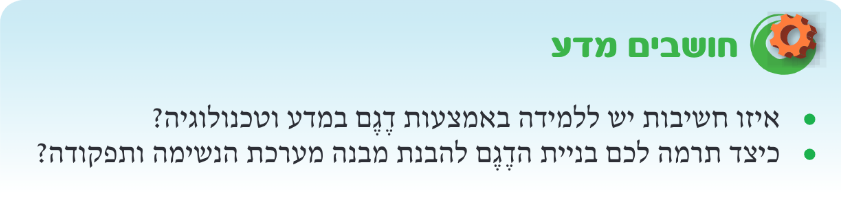 חושבים מדע
איזו חשיבות יש ללמידה באמצעות דֶגֶם במדע וטכנולוגיה?
כיצד תרמה לכם בניית הדֶגֶם להבנת מבנה מערכת הנשימה ותפקודה?